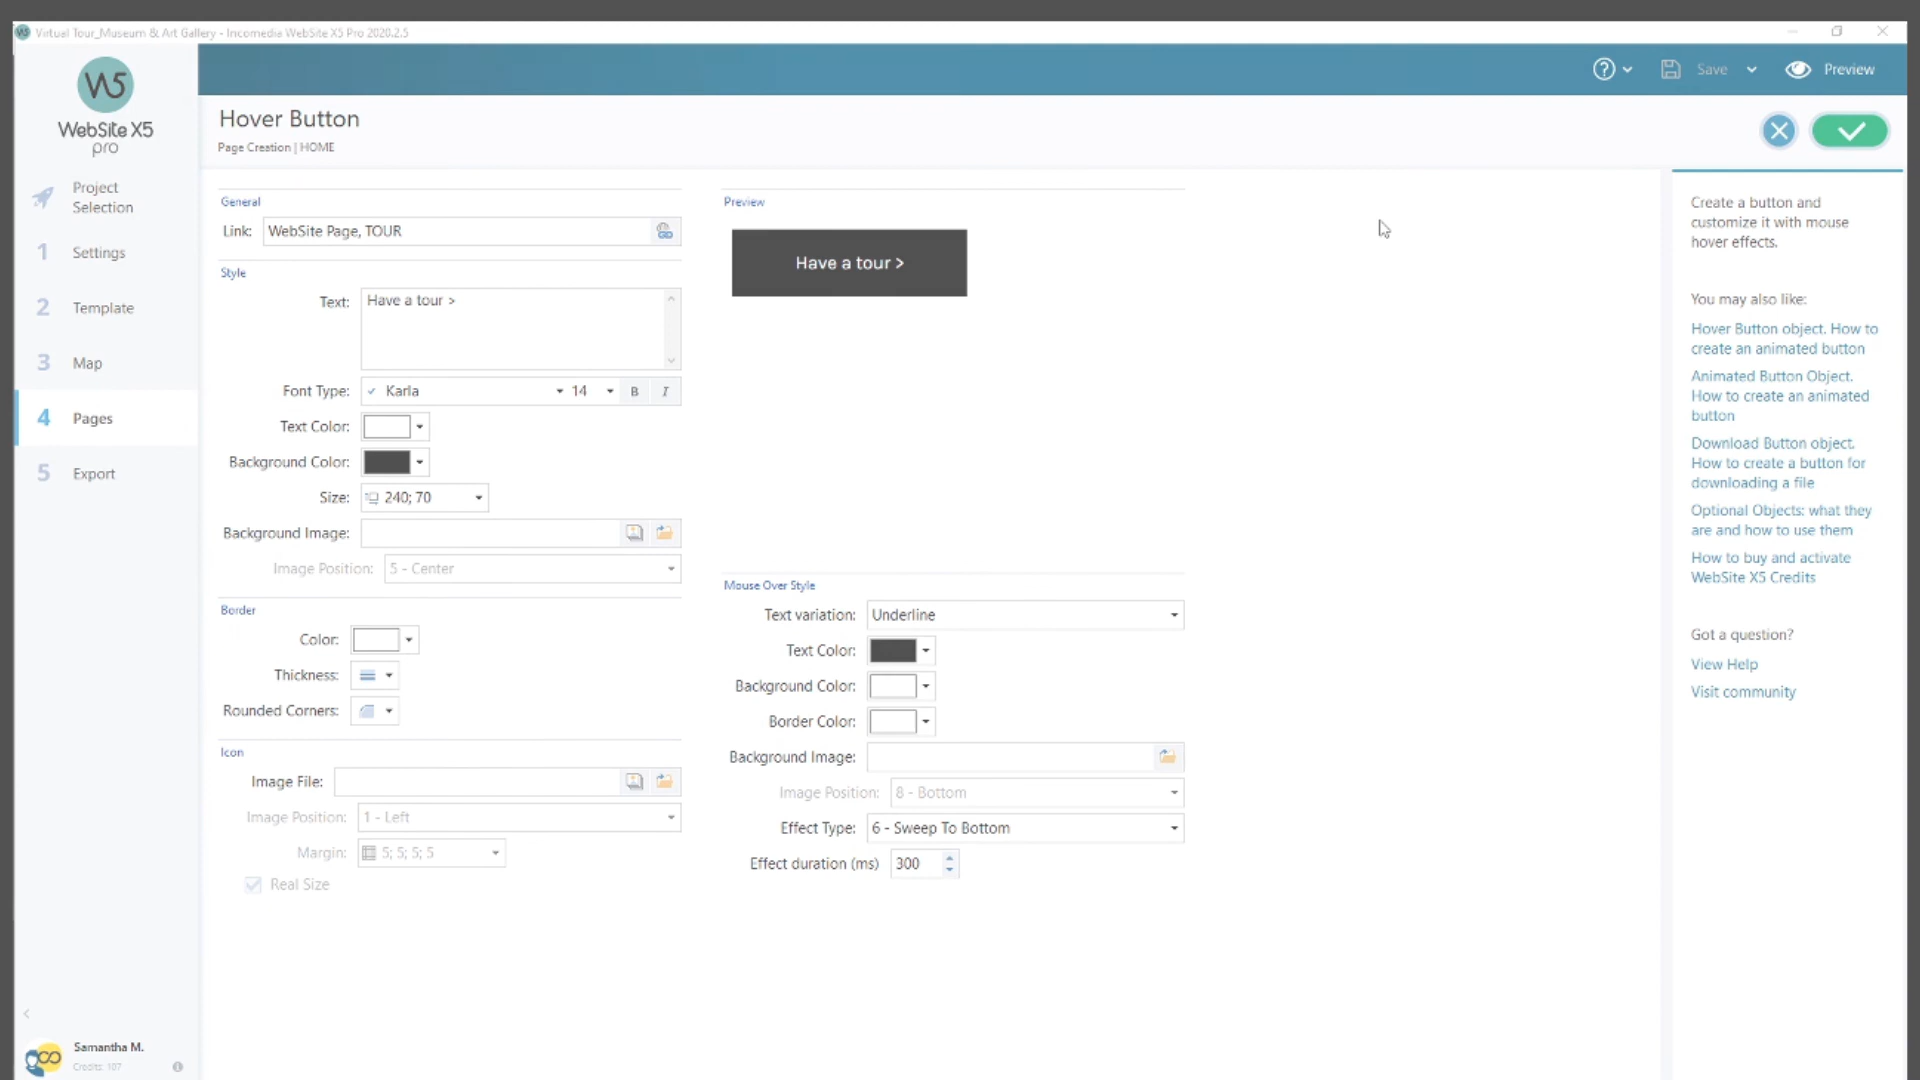 Virtual Tour_Museum & Art Gallery - Incomedia WebSite X5 Pro 2020.2.5
W5
WebSite X5
pro
Project
Selection
1 Settings
2 Template
3 Map
4 Pages
5 Export
Samantha M.
Credits: 107
? Save Preview
Hover Button
Page Creation | HOME
General
Link: WebSite Page, TOUR
Style
Text: Have a tour >
Font Type: Karla 14 B I
Text Color:
Background Color:
Size: 240; 70
Background Image:
Image Position: 5 - Center
Border
Color:
Thickness:
Rounded Corners:
Icon
Image File:
Image Position: 1 - Left
Margin: 5; 5; 5; 5
Real Size
Preview
Have a tour >
Mouse Over Style
Text variation: Underline
Text Color:
Background Color:
Border Color:
Background Image:
Image Position: 8 - Bottom
Effect Type: 6 - Sweep To Bottom
Effect duration (ms) 300
Create a button and
customize it with mouse
hover effects.
You may also like:
Hover Button object. How to
create an animated button
Animated Button Object.
How to create an animated
button
Download Button object.
How to create a button for
downloading a file
Optional Objects: what they
are and how to use them
How to buy and activate
WebSite X5 Credits
Got a question?
View Help
Visit community